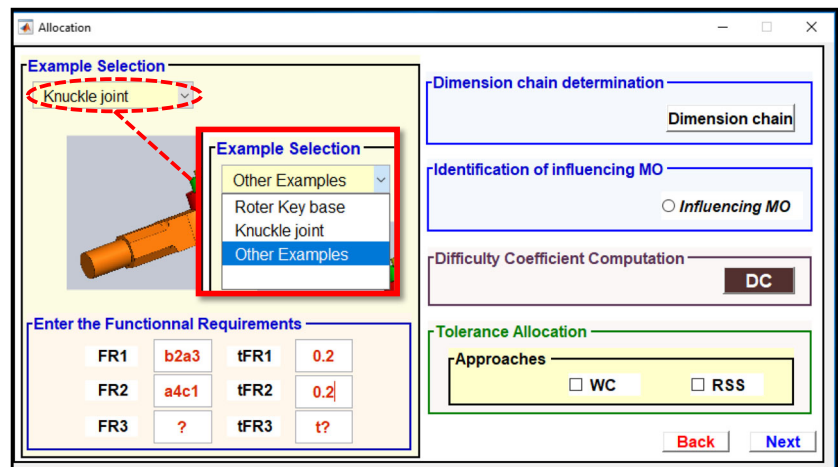 Allocation
Example Selection
Knuckle joint
Example Selection
Other Examples
Roter Key base
Knuckle joint
Other Examples
Enter the Functionnal Requirements
FR1 b2a3 tFR1 0.2
FR2 a4c1 tFR2 0.2
FR3 ? tFR3 t?
Dimension chain determination
Dimension chain
Identification of influencing MO
Influencing MO
Difficulty Coefficient Computation
DC
Tolerance Allocation
Approaches
WC RSS
Back Next